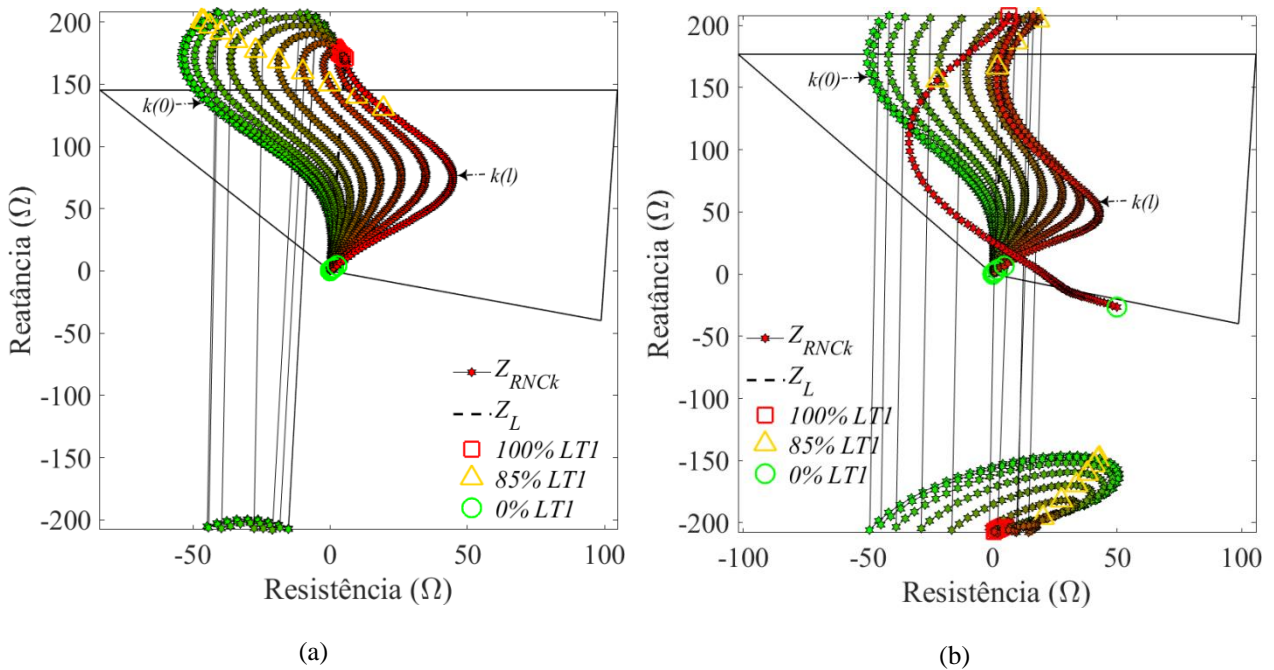 200
150
100
50
0
-50
-100
-150
-200
Reatância (Ω)
k(0)
k(l)
Z_RNCk
Z_L
100% LT1
85% LT1
0% LT1
-50
0
50
100
Resistência (Ω)
(a)
200
150
100
50
0
-50
-100
-150
-200
Reatância (Ω)
k(0)
k(l)
Z_RNCk
Z_L
100% LT1
85% LT1
0% LT1
-100
-50
0
50
100
Resistência (Ω)
(b)